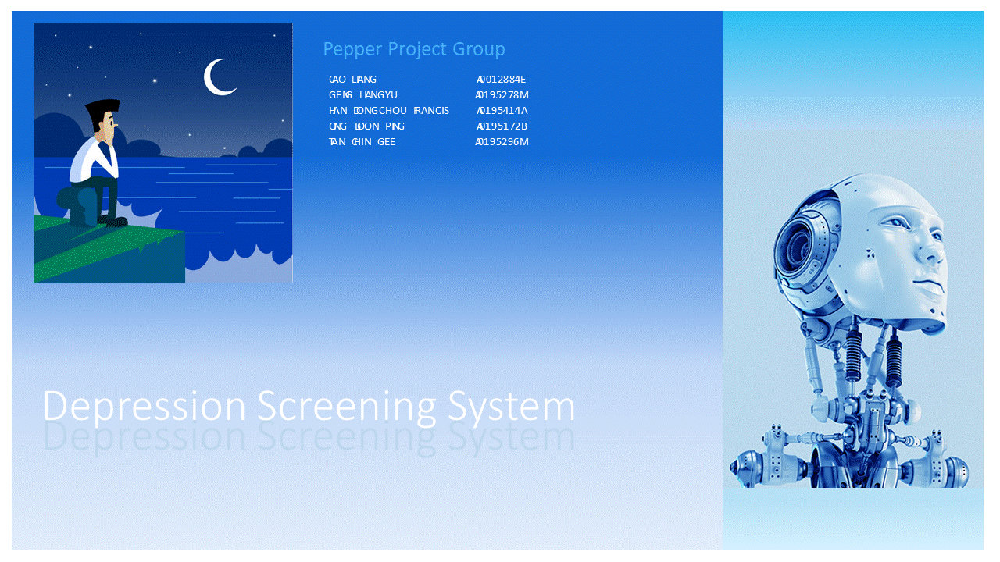 Pepper Project Group
CAO LIANG A0012884E
GENG LIANGYU A0195278M
HAN DONGCHOU FRANCIS A0195414A
ONG BOON PING A0195172B
TAN CHIN GEE A0195296M
Depression Screening System